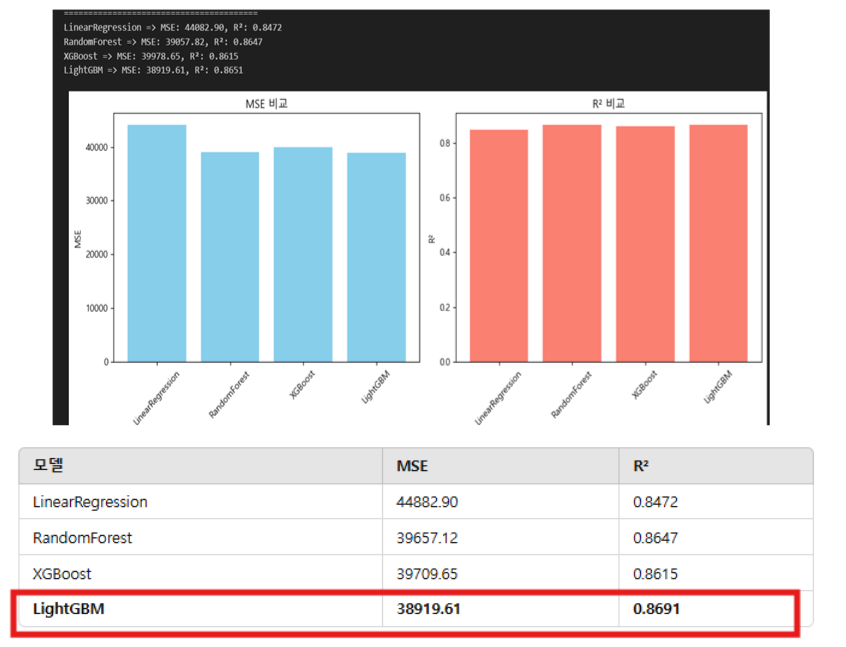 ========================================
LinearRegression => MSE: 44082.90, R²: 0.8472
RandomForest => MSE: 39057.82, R²: 0.8647
XGBoost => MSE: 39978.65, R²: 0.8615
LightGBM => MSE: 38919.61, R²: 0.8651
MSE 비교
40000
30000
20000
10000
0
MSE
LinearRegression
RandomForest
XGBoost
LightGBM
R² 비교
0.8
0.6
0.4
0.2
0.0
R²
LinearRegression
RandomForest
XGBoost
LightGBM
모델 MSE R²
LinearRegression 44882.90 0.8472
RandomForest 39657.12 0.8647
XGBoost 39709.65 0.8615
LightGBM 38919.61 0.8691